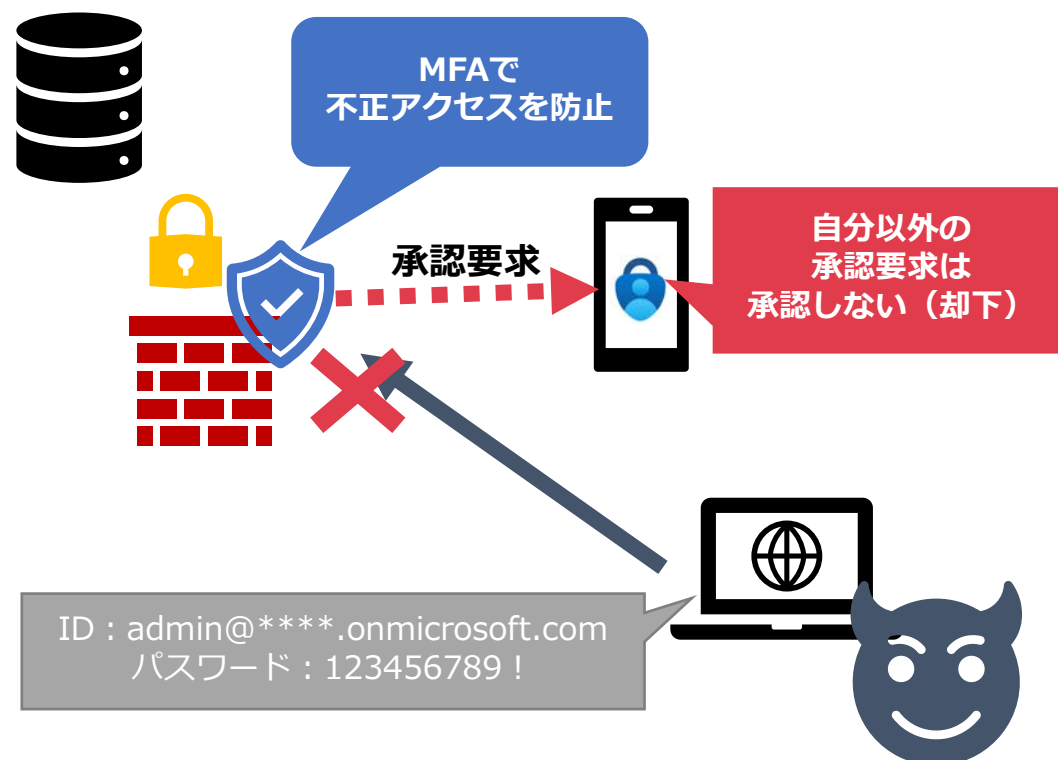 MFAで
不正アクセスを防止
承認要求
自分以外の
承認要求は
承認しない（却下）
ID：admin@****.onmicrosoft.com
パスワード：123456789！